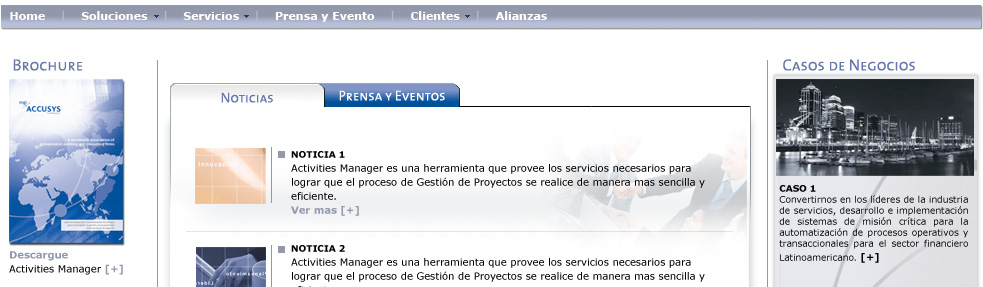 Home | Soluciones | Servicios | Prensa y Evento | Clientes | Alianzas
BROCHURE
ACCUSYS
Descargue
Activities Manager [+]
NOTICIAS
PRENSA Y EVENTOS
NOTICIA 1
Activities Manager es una herramienta que provee los servicios necesarios para
lograr que el proceso de Gestión de Proyectos se realice de manera mas sencilla y
eficiente.
Ver mas [+]
NOTICIA 2
Activities Manager es una herramienta que provee los servicios necesarios para
lograr que el proceso de Gestión de Proyectos se realice de manera mas sencilla y
CASOS DE NEGOCIOS
CASO 1
Convertirnos en los líderes de la industria
de servicios, desarrollo e implementación
de sistemas de misión crítica para la
automatización de procesos operativos y
transaccionales para el sector financiero
Latinoamericano. [+]